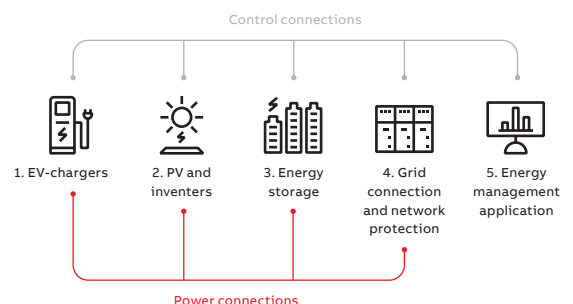 Control connections
1. EV-chargers
2. PV and
inventers
3. Energy
storage
4. Grid
connection
and network
protection
5. Energy
management
application
Power connections